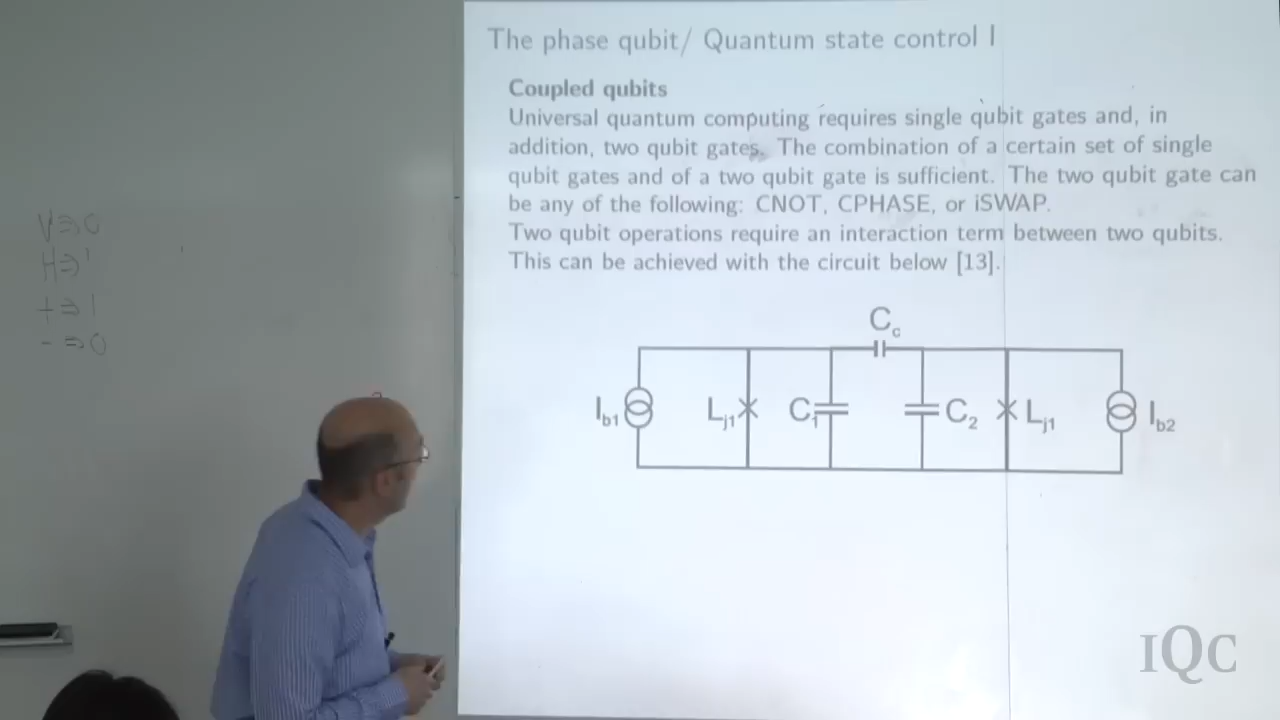 The phase qubit/ Quantum state control I
Coupled qubits
Universal quantum computing requires single qubit gates and, in
addition, two qubit gates. The combination of a certain set of single
qubit gates and of a two qubit gate is sufficient. The two qubit gate can
be any of the following: CNOT, CPHASE, or iSWAP.
Two qubit operations require an interaction term between two qubits.
This can be achieved with the circuit below [13].
Cc
Ib1 Lj1 C1 C2 Lj1 Ib2
V⇒0
H⇒1
+⇒1
-⇒0
IQC